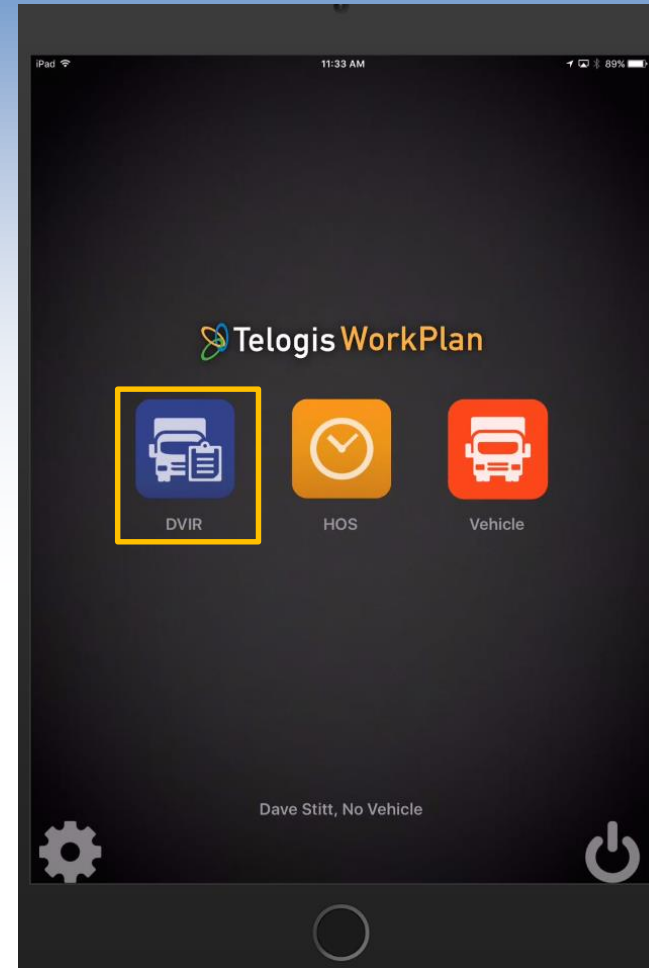 iPad 11:33 AM 89%
Telogis WorkPlan
DVIR HOS Vehicle
Dave Stitt, No Vehicle